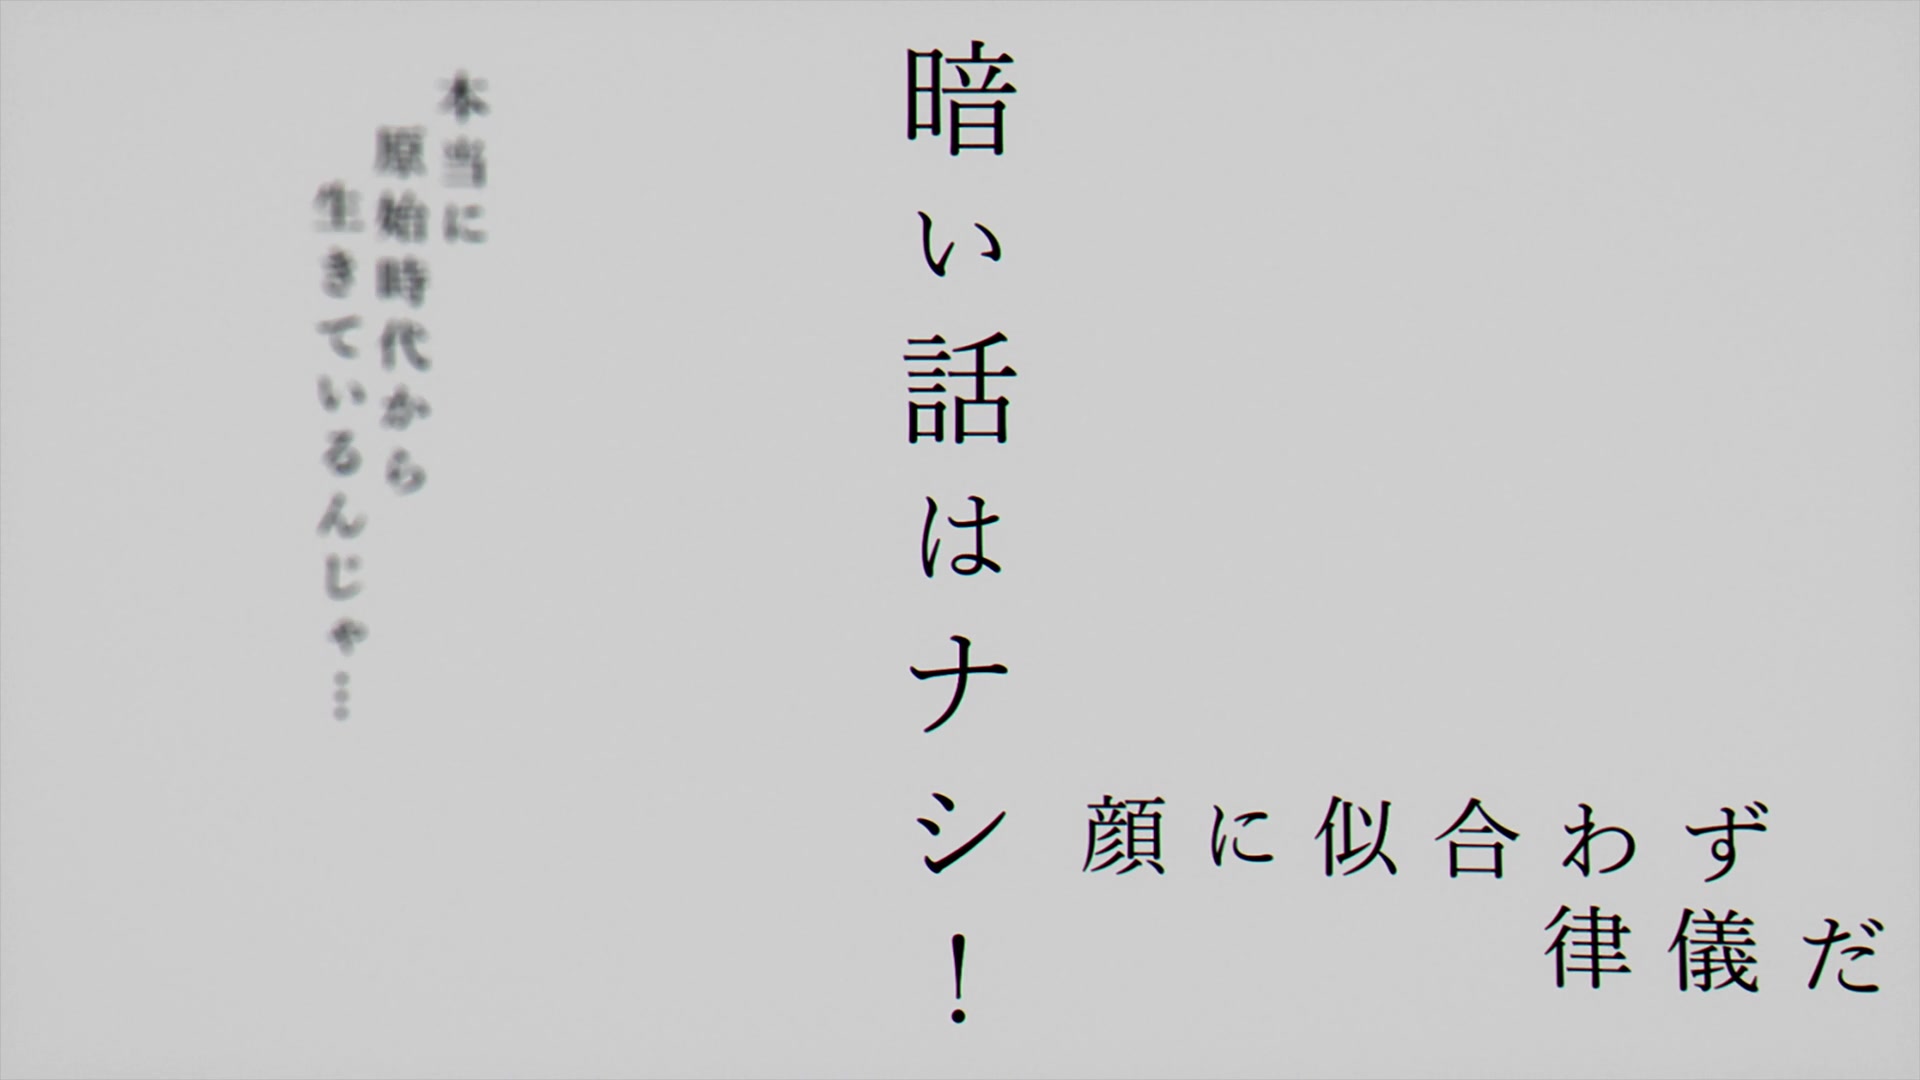 暗い話はナシ！
顔に似合わず
律儀だ
本当に
原始時代から
生きているんじゃ…